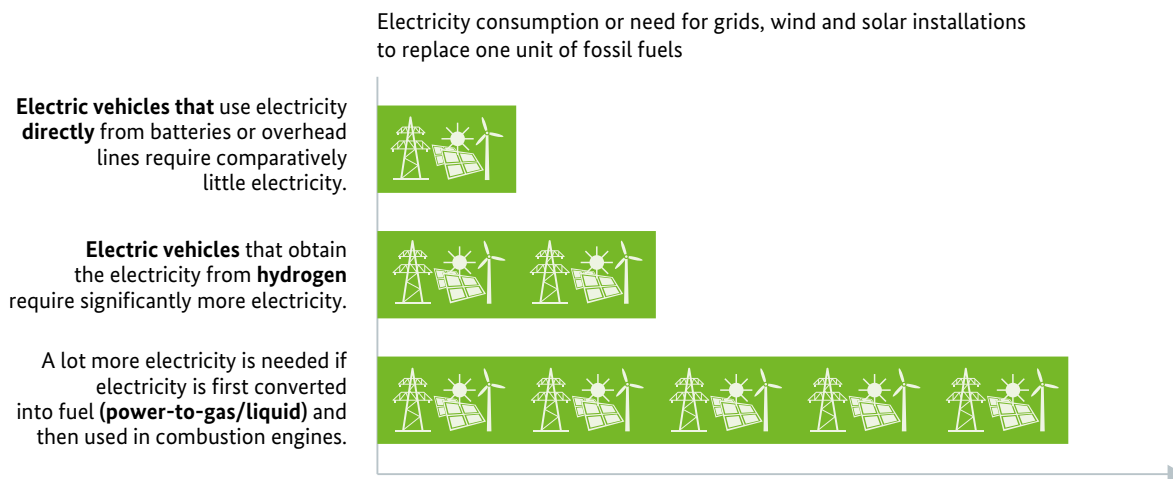 Electricity consumption or need for grids, wind and solar installations
to replace one unit of fossil fuels
Electric vehicles that use electricity
directly from batteries or overhead
lines require comparatively
little electricity.
Electric vehicles that obtain
the electricity from hydrogen
require significantly more electricity.
A lot more electricity is needed if
electricity is first converted
into fuel (power-to-gas/liquid) and
then used in combustion engines.